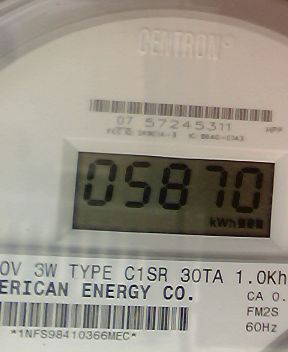 CENTRON®
07 57245311 HPP
05870
kWh
0V 3W TYPE C1SR 30TA 1.0Kh
ERICAN ENERGY CO.
CA 0.
FM2S
60Hz
*1NFS98410366MEC*